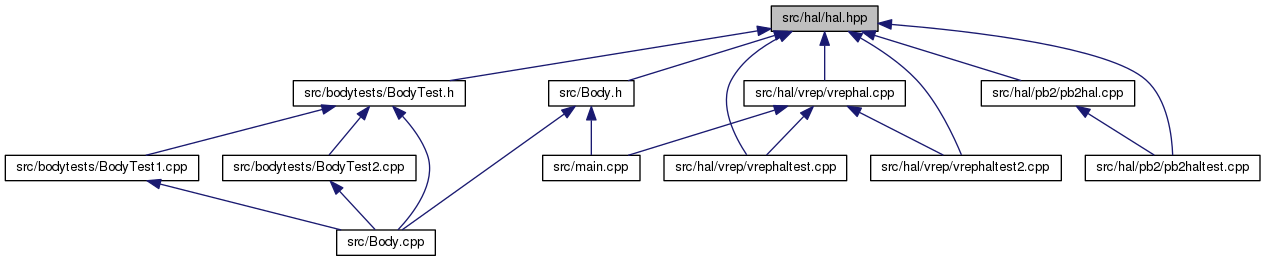 src/hal/hal.hpp
src/bodytests/BodyTest.h
src/Body.h
src/hal/vrep/vrephal.cpp
src/hal/pb2/pb2hal.cpp
src/bodytests/BodyTest1.cpp
src/bodytests/BodyTest2.cpp
src/main.cpp
src/hal/vrep/vrephaltest.cpp
src/hal/vrep/vrephaltest2.cpp
src/hal/pb2/pb2haltest.cpp
src/Body.cpp